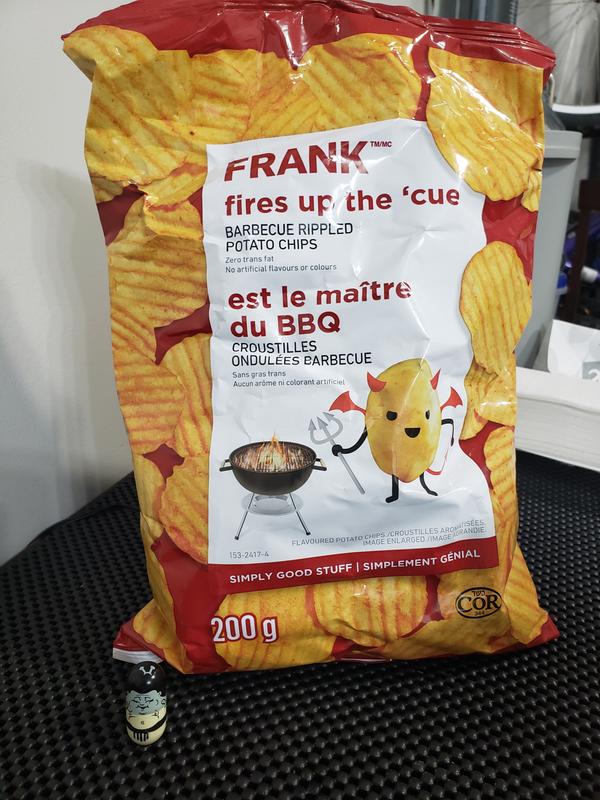 FRANK TM/MC
fires up the ‘cue
BARBECUE RIPPLED
POTATO CHIPS
Zero trans fat
No artificial flavours or colours
est le maître
du BBQ
CROUSTILLES
ONDULÉES BARBECUE
Sans gras trans
Aucun arôme ni colorant artificiel
FLAVOURED POTATO CHIPS./CROUSTILLES AROMATISÉES.
IMAGE ENLARGED./IMAGE AGRANDIE.
153-2417-4
SIMPLY GOOD STUFF | SIMPLEMENT GÉNIAL
COR
200 g